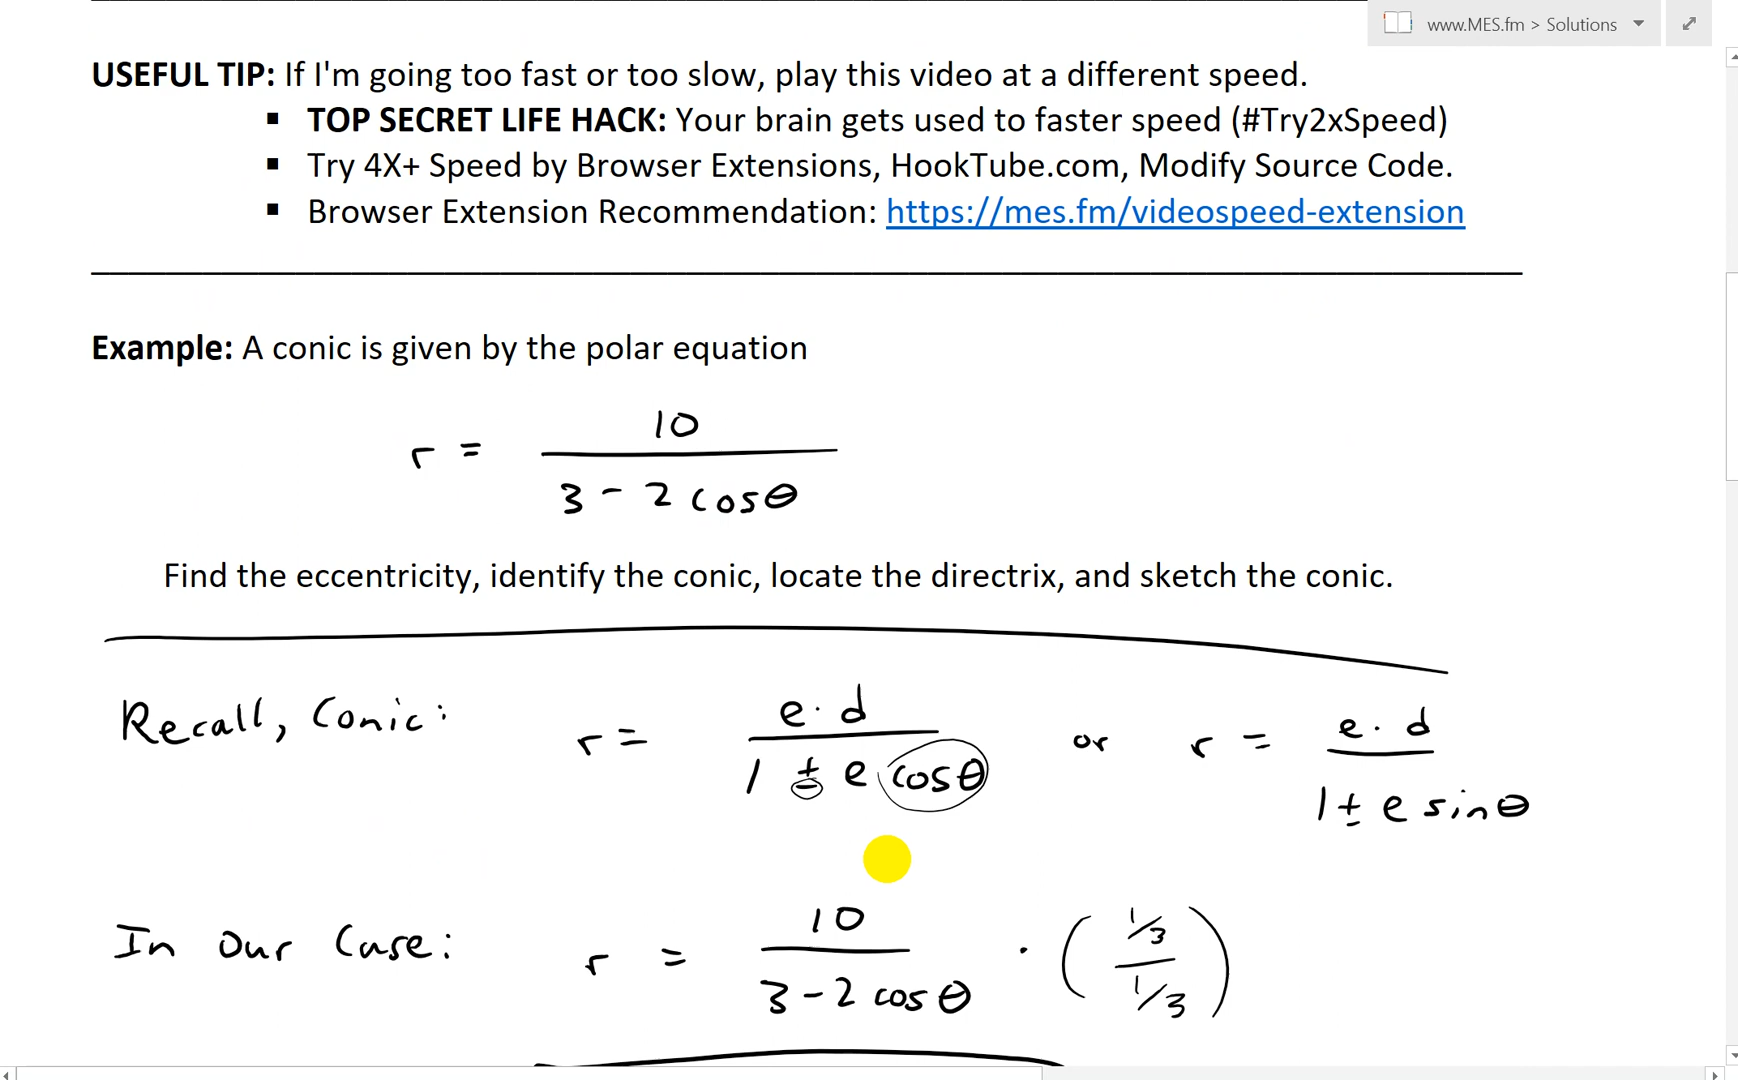 www.MES.fm > Solutions
USEFUL TIP: If I'm going too fast or too slow, play this video at a different speed.
▪ TOP SECRET LIFE HACK: Your brain gets used to faster speed (#Try2xSpeed)
▪ Try 4X+ Speed by Browser Extensions, HookTube.com, Modify Source Code.
▪ Browser Extension Recommendation: https://mes.fm/videospeed-extension
Example: A conic is given by the polar equation
r = 10 / (3 - 2 cosθ)
Find the eccentricity, identify the conic, locate the directrix, and sketch the conic.
Recall, Conic: r = e·d / (1 ± e cosθ) or r = e·d / (1 ± e sinθ)
In Our Case: r = 10 / (3 - 2 cosθ) · ((1/3) / (1/3))